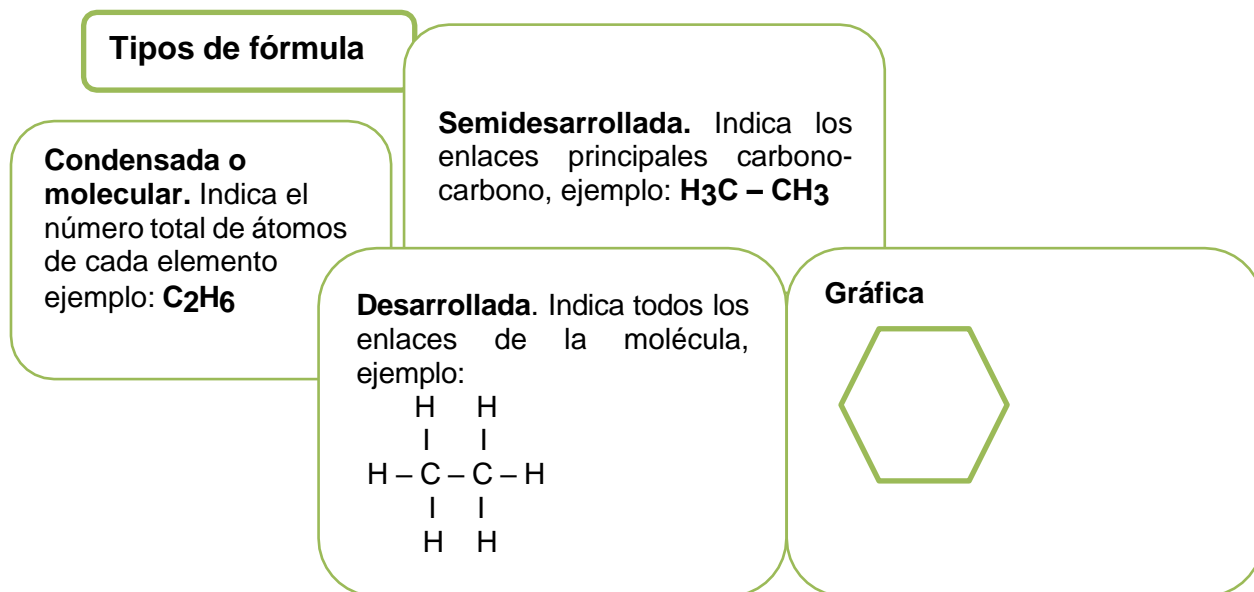 Tipos de fórmula
Condensada o
molecular. Indica el
número total de átomos
de cada elemento
ejemplo: C2H6
Semidesarrollada. Indica los
enlaces principales carbono-
carbono, ejemplo: H3C – CH3
Desarrollada. Indica todos los
enlaces de la molécula,
ejemplo:
H H
I I
H – C – C – H
I I
H H
Gráfica